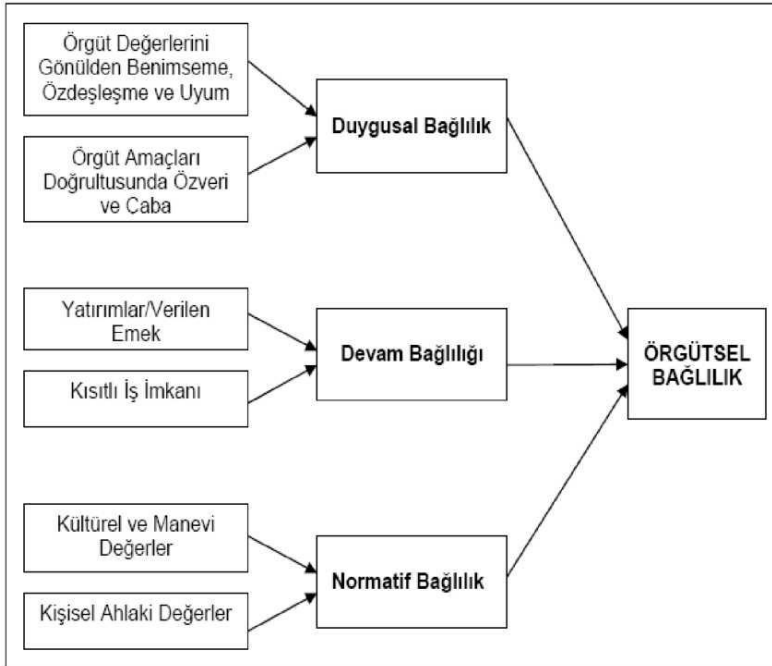 Örgüt Değerlerini
Gönülden Benimseme,
Özdeşleşme ve Uyum
Örgüt Amaçları
Doğrultusunda Özveri
ve Çaba
Duygusal Bağlılık
Yatırımlar/Verilen
Emek
Kısıtlı İş İmkanı
Devam Bağlılığı
Kültürel ve Manevi
Değerler
Kişisel Ahlaki Değerler
Normatif Bağlılık
ÖRGÜTSEL
BAĞLILIK